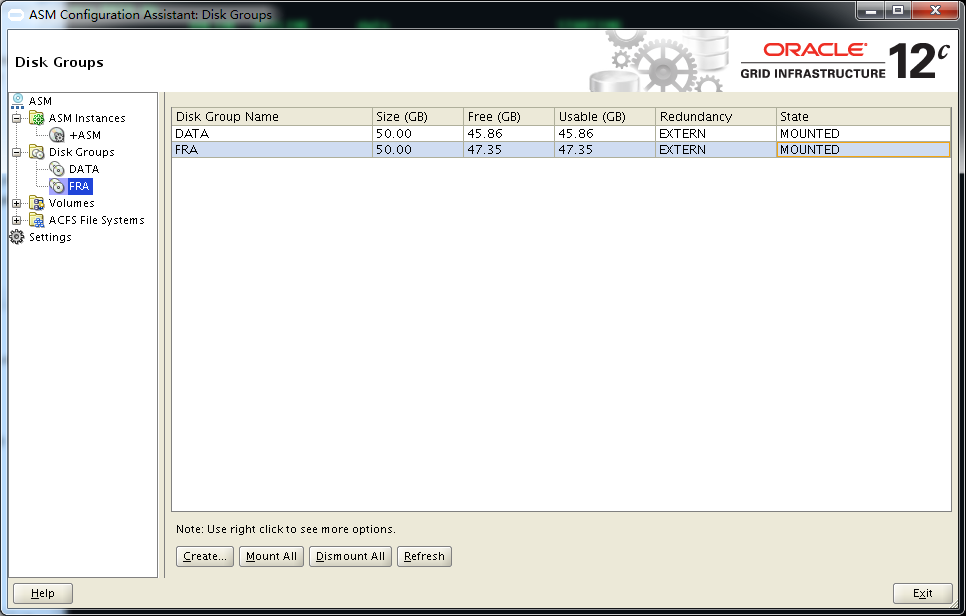 ASM Configuration Assistant: Disk Groups
Disk Groups
ORACLE
GRID INFRASTRUCTURE
12c
ASM
ASM Instances
+ASM
Disk Groups
DATA
FRA
Volumes
ACFS File Systems
Settings
Disk Group Name Size (GB) Free (GB) Usable (GB) Redundancy State
DATA 50.00 45.86 45.86 EXTERN MOUNTED
FRA 50.00 47.35 47.35 EXTERN MOUNTED
Note: Use right click to see more options.
Create... Mount All Dismount All Refresh
Help Exit